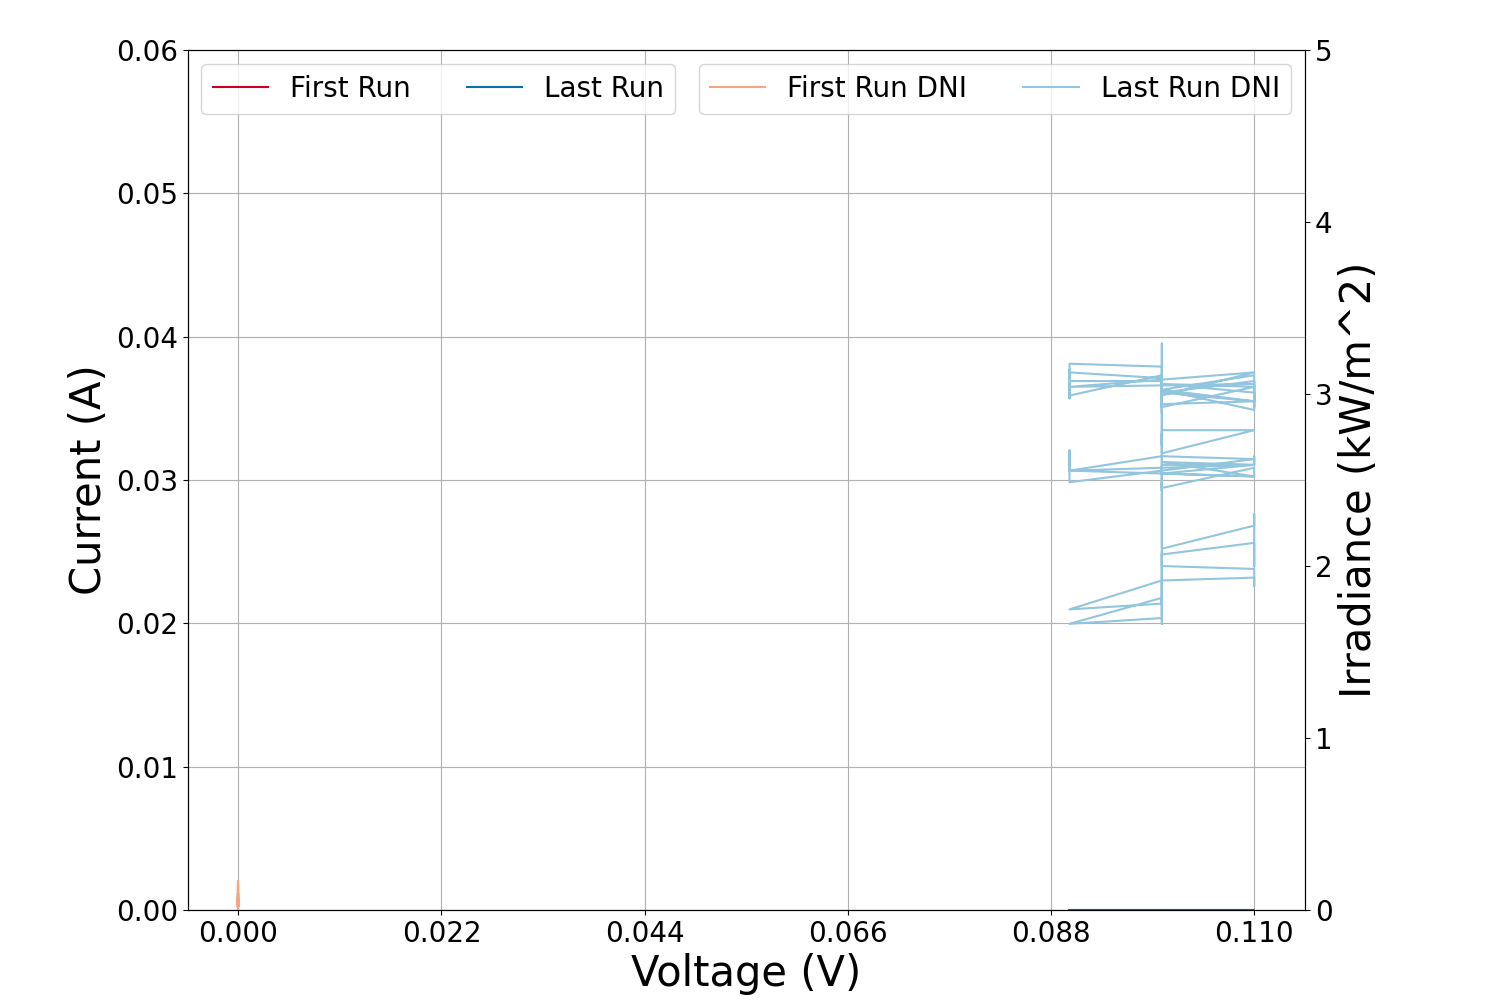 First Run
Last Run
First Run DNI
Last Run DNI
0.06
0.05
0.04
0.03
0.02
0.01
0.00
Current (A)
5
4
3
2
1
0
Irradiance (kW/m^2)
0.000 0.022 0.044 0.066 0.088 0.110
Voltage (V)